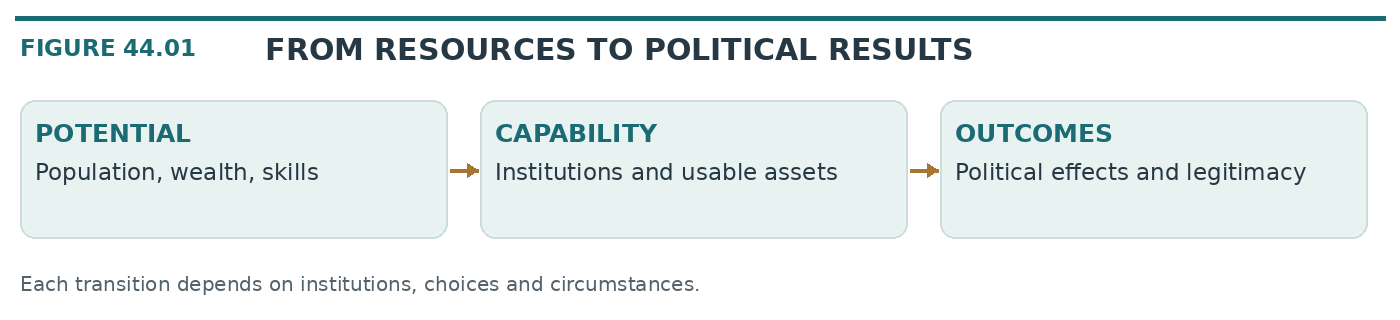 FIGURE 44.01
FROM RESOURCES TO POLITICAL RESULTS
POTENTIAL
Population, wealth, skills
CAPABILITY
Institutions and usable assets
OUTCOMES
Political effects and legitimacy
Each transition depends on institutions, choices and circumstances.